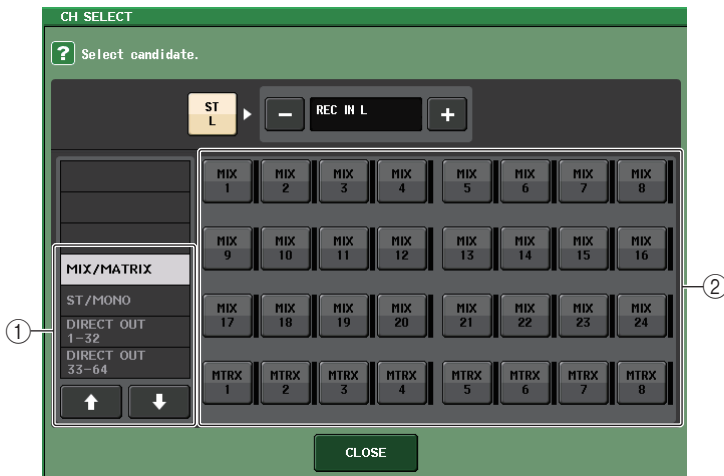 CH SELECT
? Select candidate.
ST
L
−
REC IN L
+
MIX
1
MIX
2
MIX
3
MIX
4
MIX
5
MIX
6
MIX
7
MIX
8
MIX
9
MIX
10
MIX
11
MIX
12
MIX
13
MIX
14
MIX
15
MIX
16
MIX
17
MIX
18
MIX
19
MIX
20
MIX
21
MIX
22
MIX
23
MIX
24
MTRX
1
MTRX
2
MTRX
3
MTRX
4
MTRX
5
MTRX
6
MTRX
7
MTRX
8
MIX/MATRIX
ST/MONO
DIRECT OUT
1-32
DIRECT OUT
33-64
①
②
CLOSE